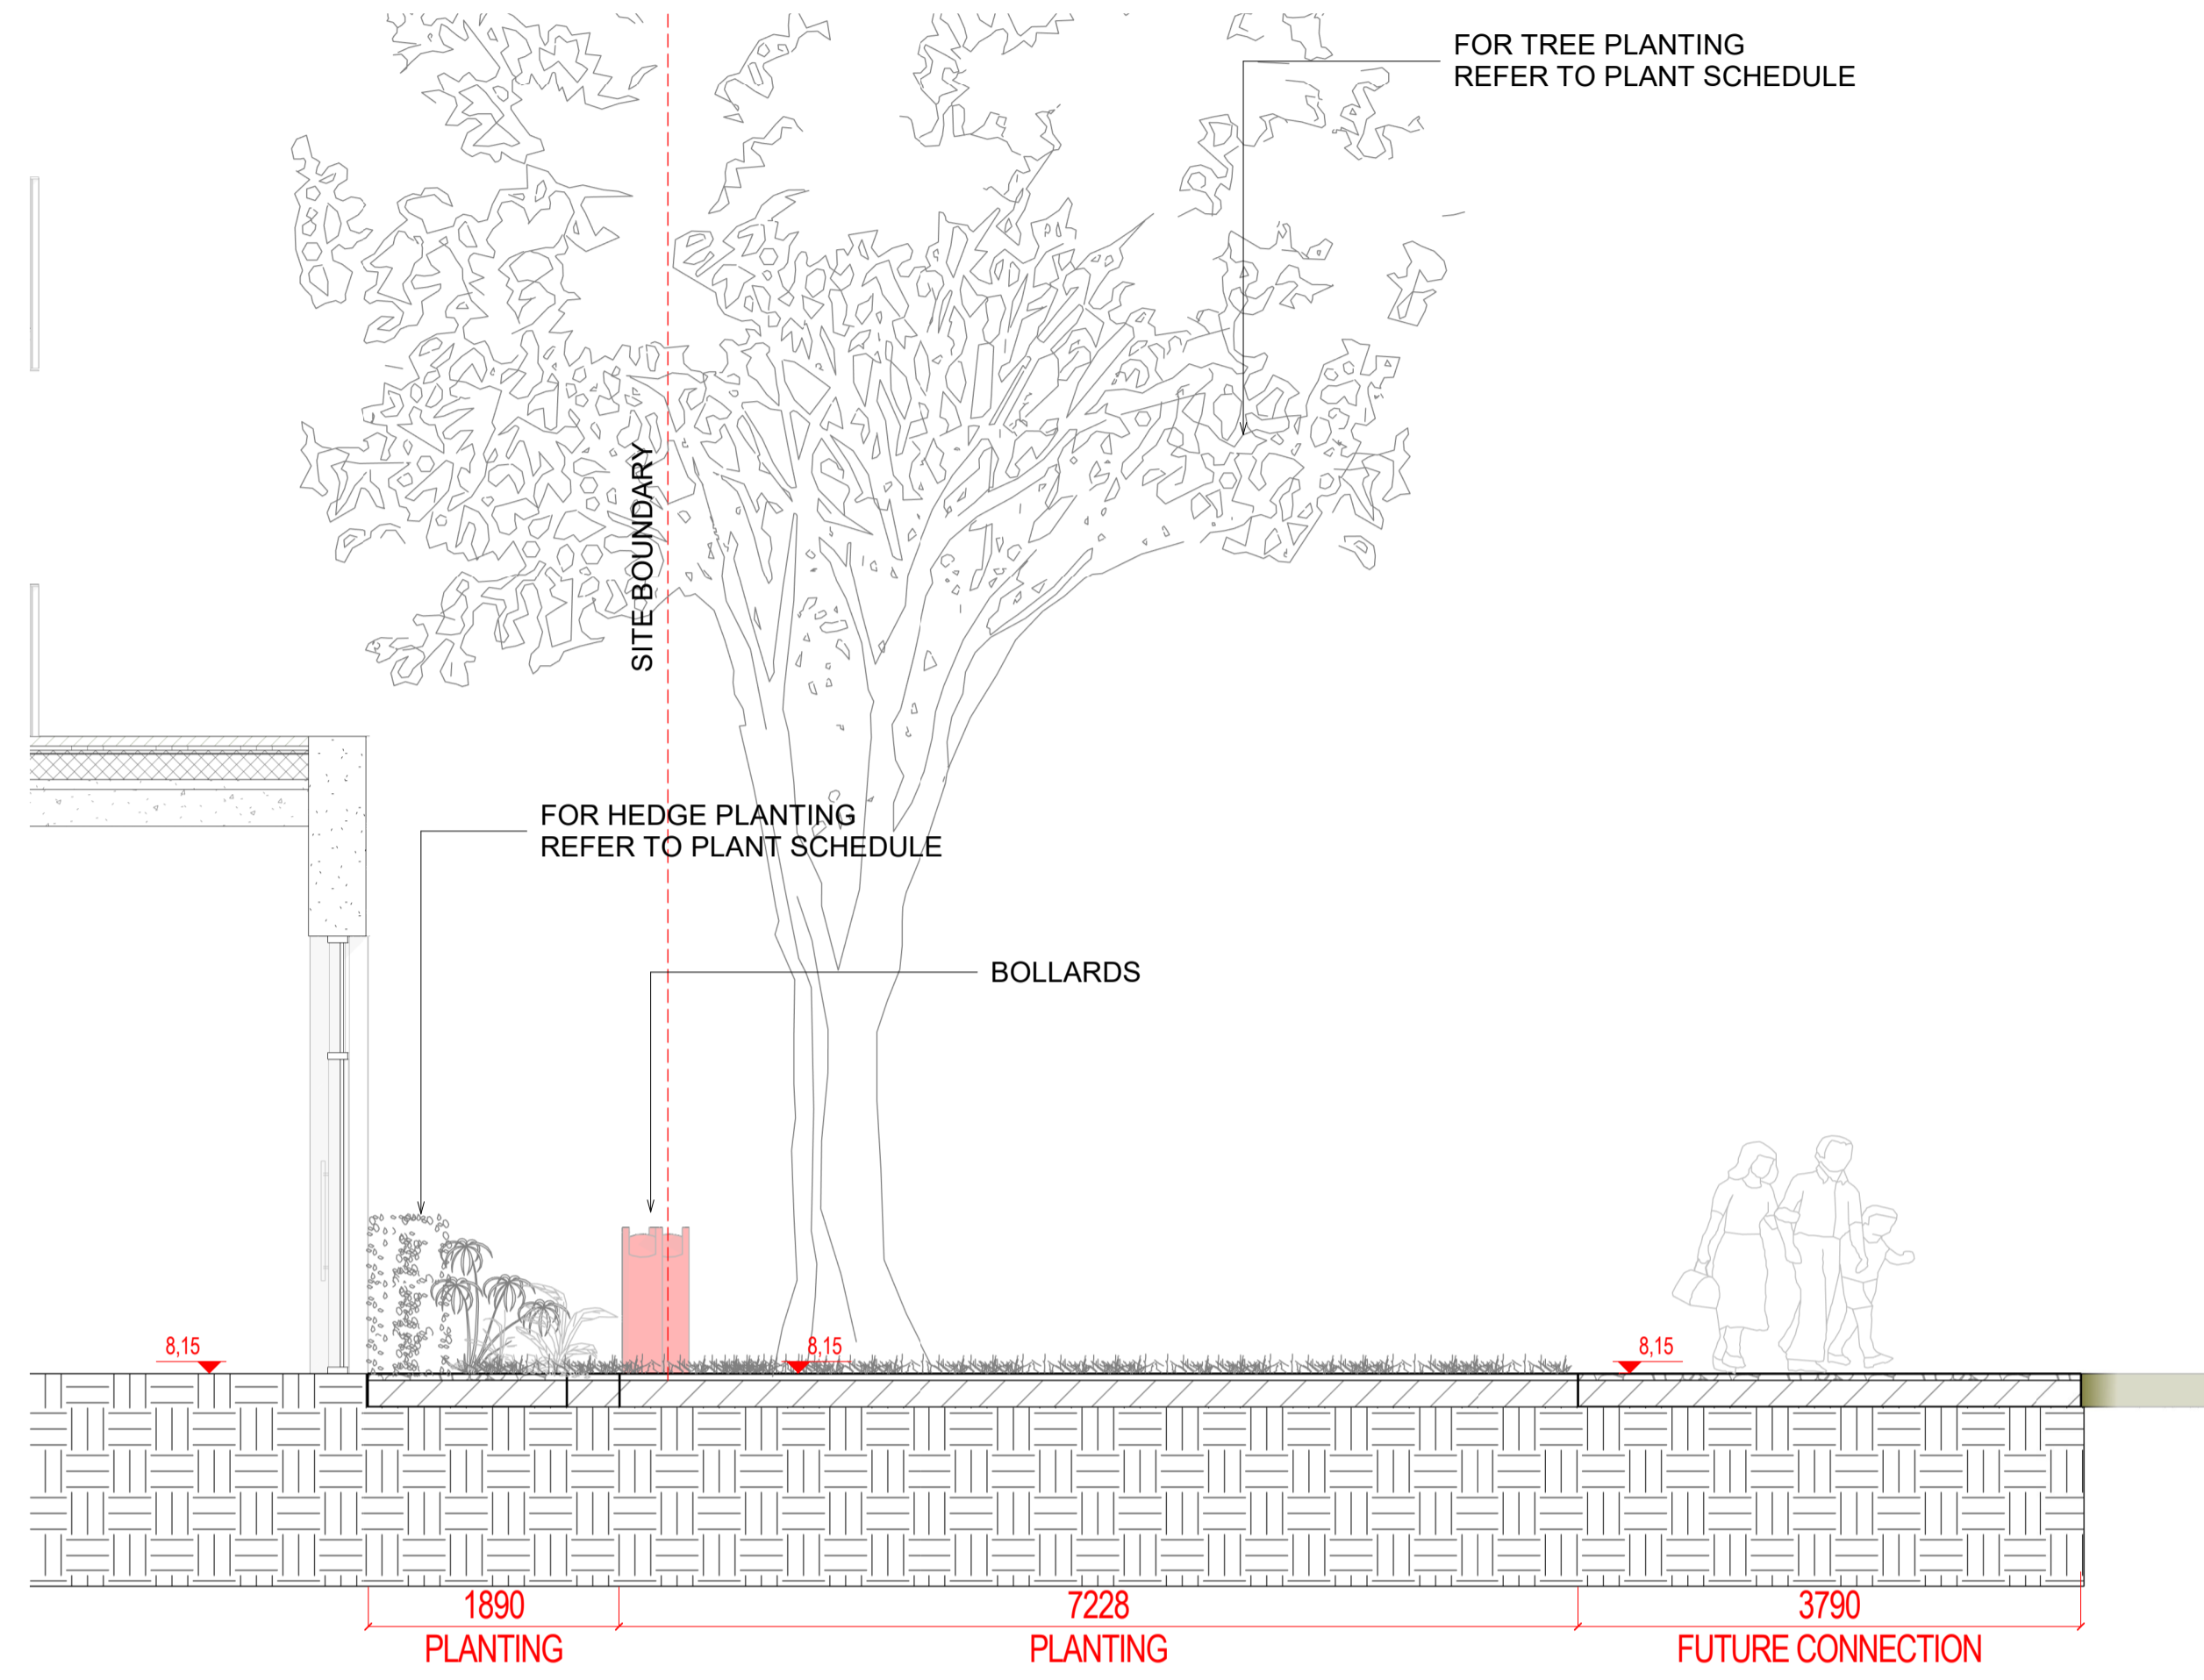 FOR TREE PLANTING
REFER TO PLANT SCHEDULE
SITE BOUNDARY
FOR HEDGE PLANTING
REFER TO PLANT SCHEDULE
BOLLARDS
8,15
8,15
8,15
1890
7228
3790
PLANTING
PLANTING
FUTURE CONNECTION